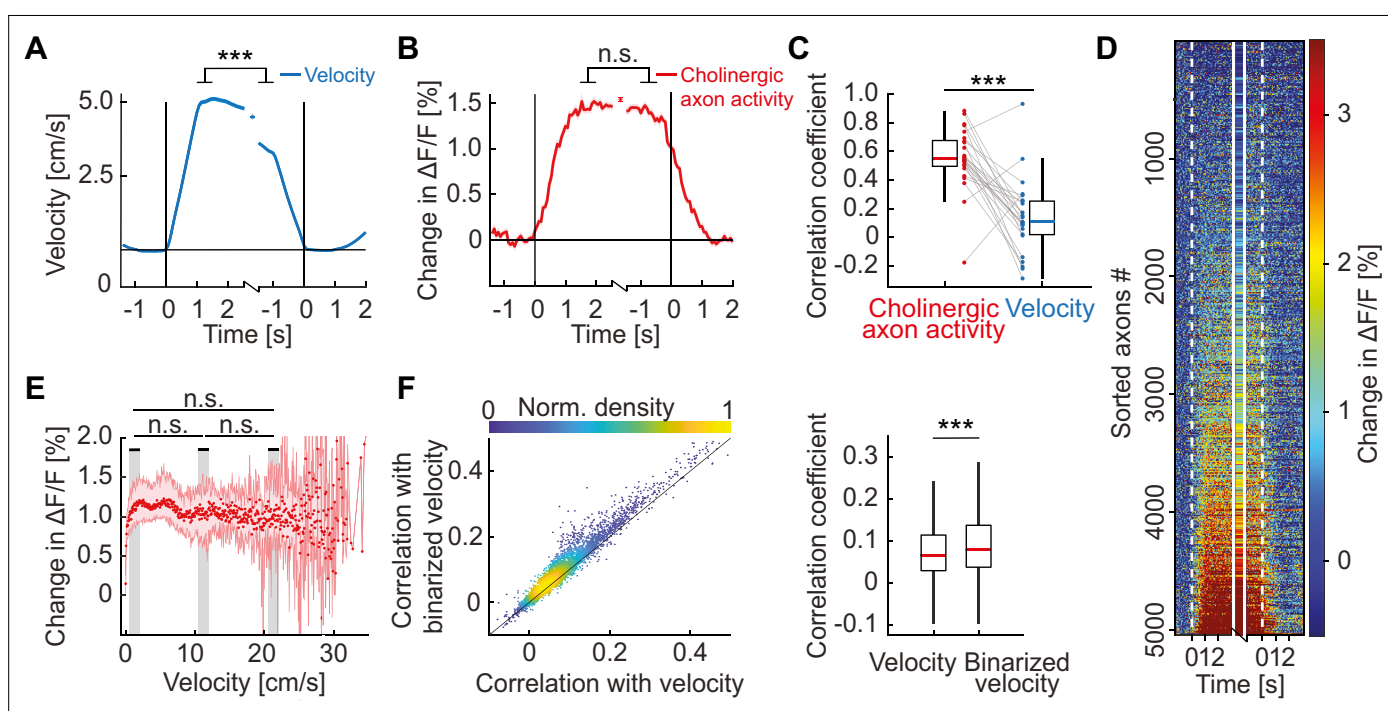 A
***
Velocity
5.0
2.5
0
Velocity [cm/s]
-1 0 1 2 -1 0 2
Time [s]
B
n.s.
Cholinergic
axon activity
1.5
1.0
0.5
0
Change in ΔF/F [%]
-1 0 1 2 -1 0 1 2
Time [s]
C
***
1.0
0.8
0.6
0.4
0.2
0
-0.2
Correlation coefficient
Cholinergic
axon activity
Velocity
D
1000
2000
3000
4000
5000
Sorted axons #
012 012
Time [s]
3
2
1
0
Change in ΔF/F [%]
E
n.s.
n.s. n.s.
2.0
1.5
1.0
0.5
0
Change in ΔF/F [%]
0 10 20 30
Velocity [cm/s]
F
0 Norm. density 1
0.4
0.2
0
Correlation with
binarized velocity
0 0.2 0.4
Correlation with velocity
***
0.3
0.2
0.1
0
-0.1
Correlation coefficient
Velocity Binarized
velocity